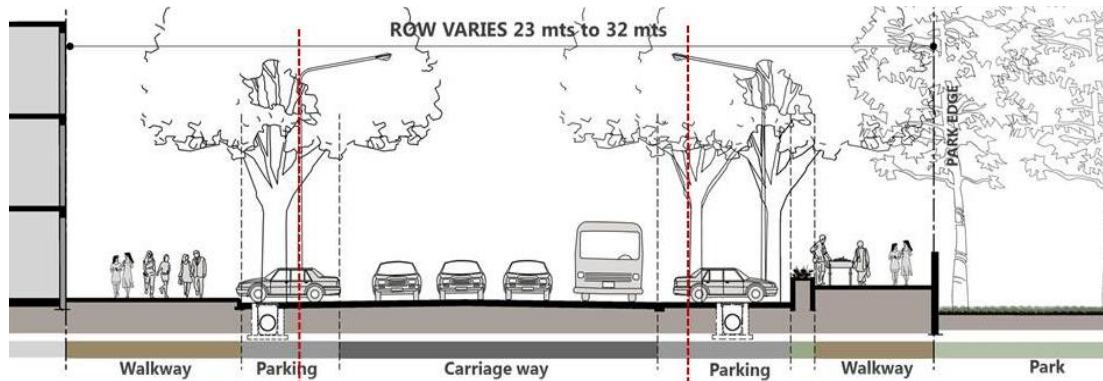 ROW VARIES 23 mts to 32 mts
PARK EDGE
Walkway
Parking
Carriage way
Parking
Walkway
Park